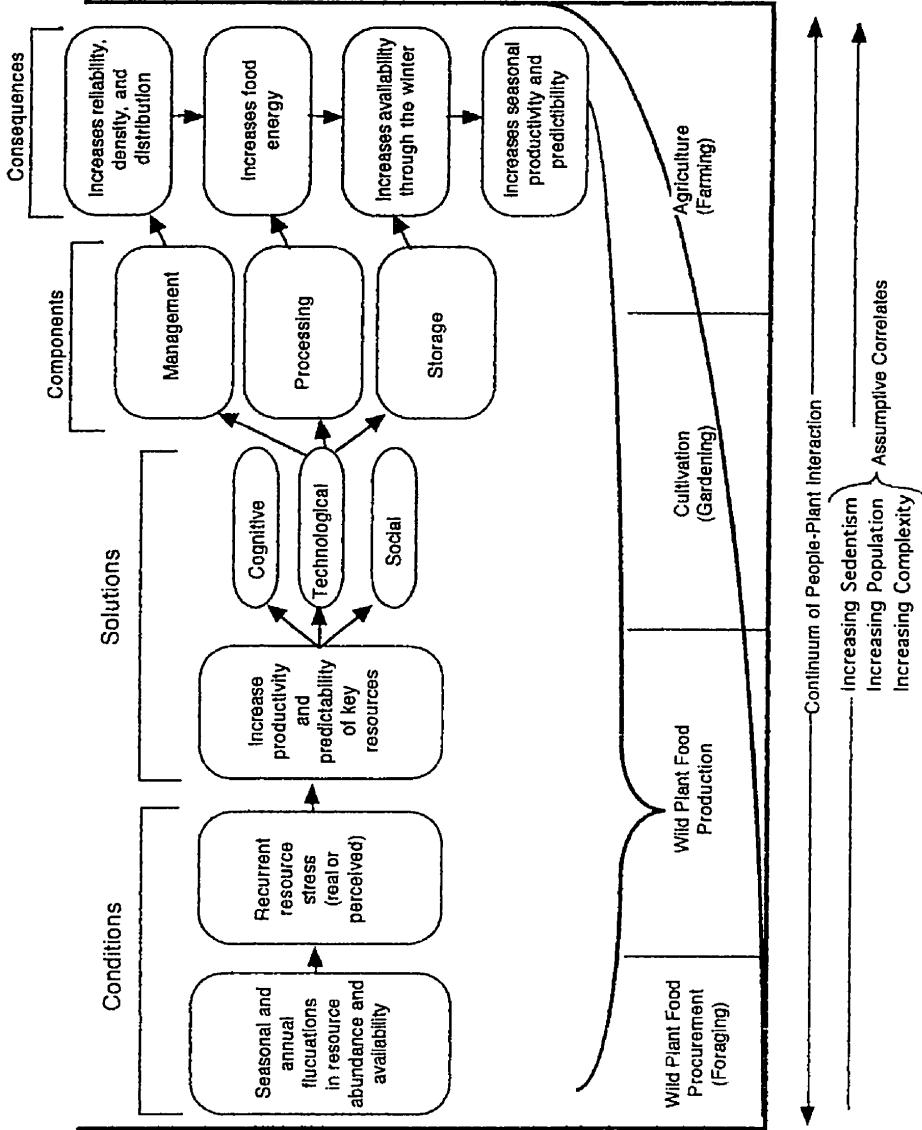 Conditions
Solutions
Components
Consequences
Seasonal and
annual
flucuations
in resource
abundance and
availability
Recurrent
resource
stress
(real or
perceived)
Increase
productivity
and
predictability
of key
resources
Cognitive
Technological
Social
Management
Processing
Storage
Increases reliability,
density, and
distribution
Increases food
energy
Increases availability
through the winter
Increases seasonal
productivity and
predictibility
Wild Plant Food
Procurement
(Foraging)
Wild Plant Food
Production
Cultivation
(Gardening)
Agriculture
(Farming)
Continuum of People-Plant Interaction
Increasing Sedentism
Increasing Population
Increasing Complexity
Assumptive Correlates